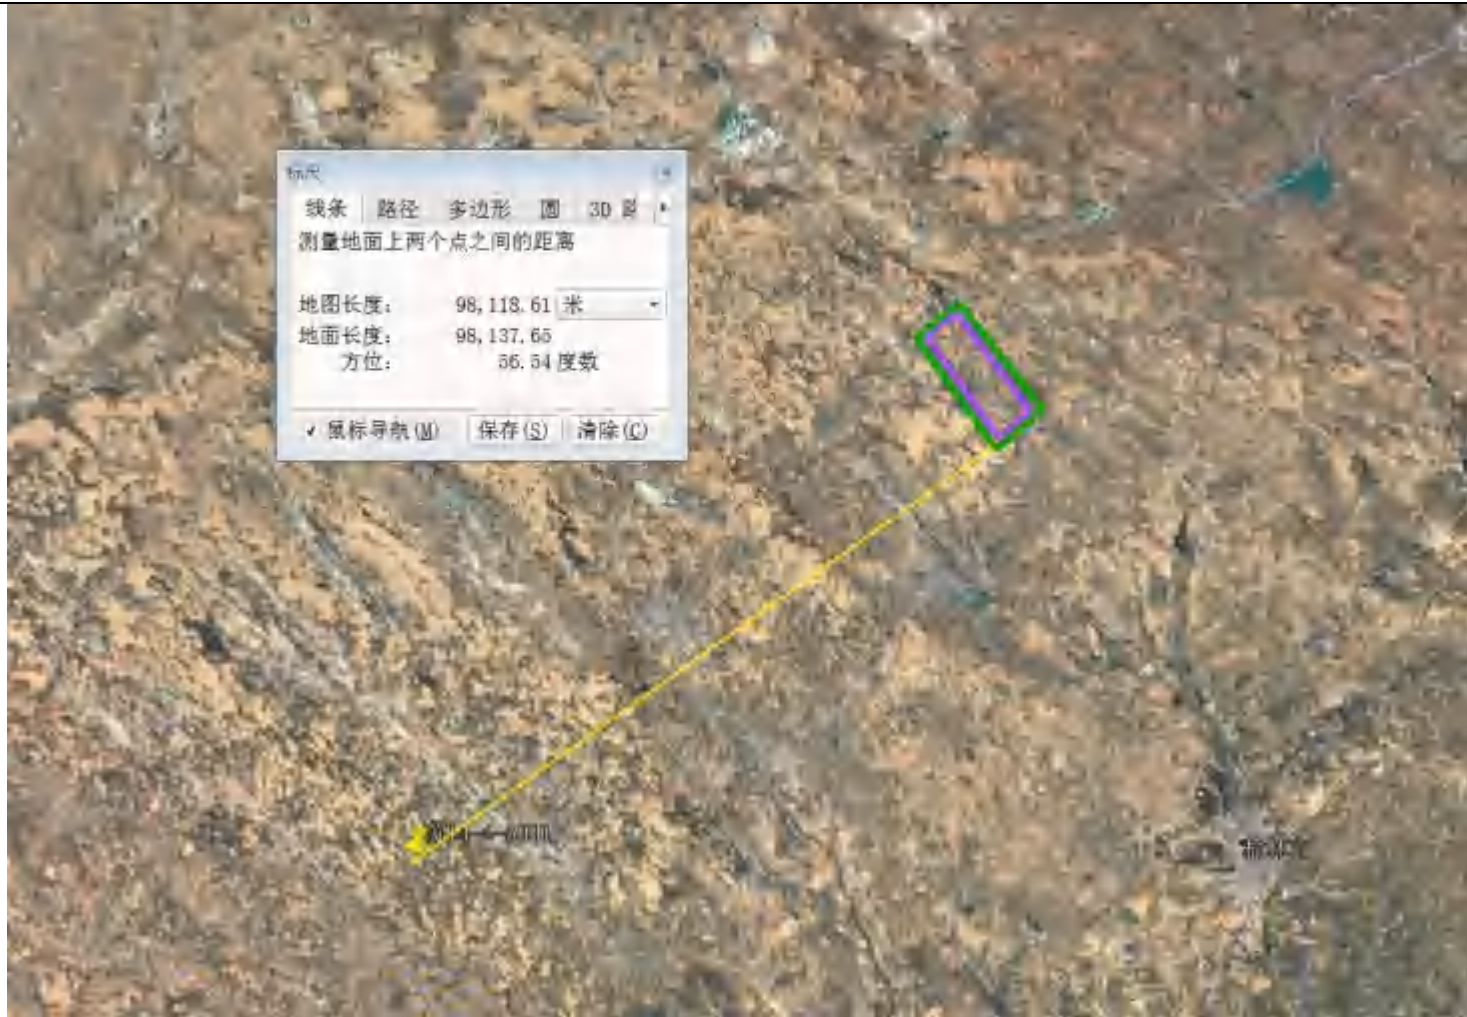 标尺
线条 路径 多边形 圆 3D 路
测量地面上两个点之间的距离
地图长度： 98,118.61 米
地面长度： 98,137.65
方位： 56.54 度数
✓ 鼠标导航(M) 保存(S) 清除(C)